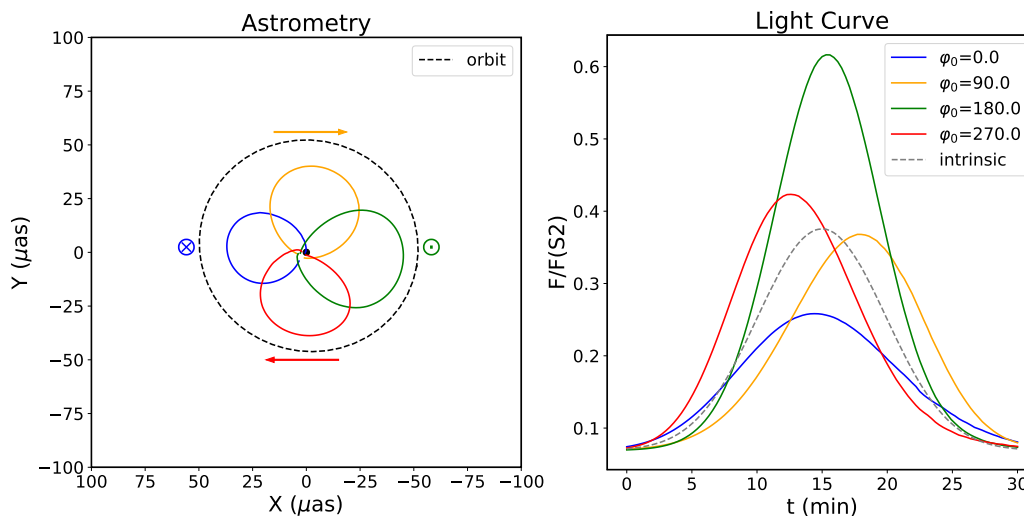 Astrometry
100
75
50
25
0
−25
−50
−75
−100
Y (μas)
100
75
50
25
0
−25
−50
−75
−100
X (μas)
orbit
Light Curve
0.6
0.5
0.4
0.3
0.2
0.1
F/F(S2)
0
5
10
15
20
25
30
t (min)
φ₀=0.0
φ₀=90.0
φ₀=180.0
φ₀=270.0
intrinsic